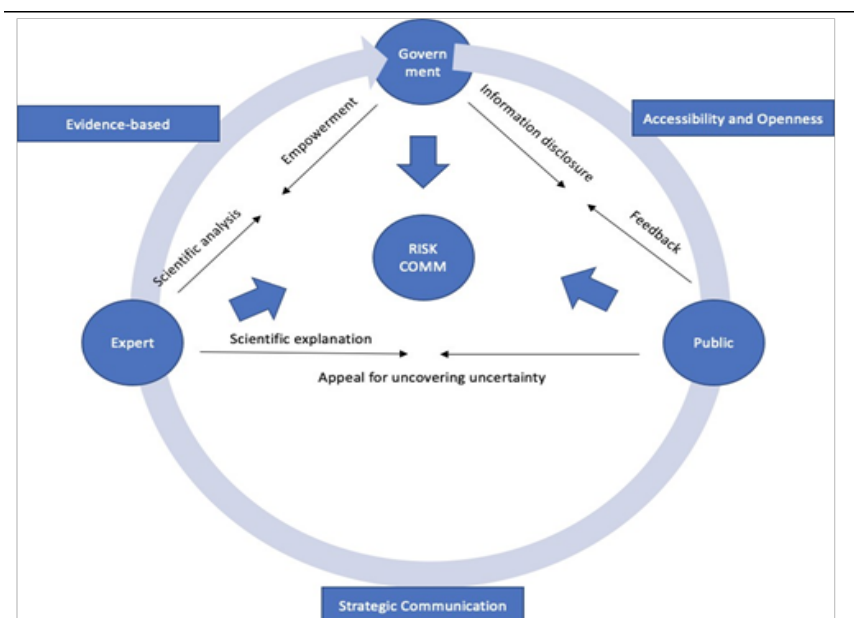 Govern
ment
Evidence-based
Accessibility and Openness
Empowerment
Information disclosure
Scientific analysis
Feedback
RISK
COMM
Expert
Public
Scientific explanation
Appeal for uncovering uncertainty
Strategic Communication